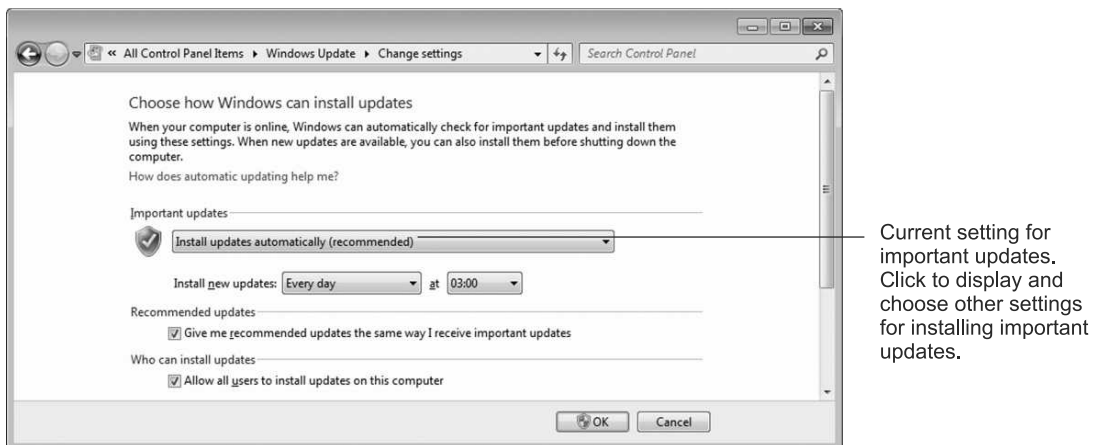 « All Control Panel Items ▸ Windows Update ▸ Change settings
Search Control Panel
Choose how Windows can install updates
When your computer is online, Windows can automatically check for important updates and install them
using these settings. When new updates are available, you can also install them before shutting down the
computer.
How does automatic updating help me?
Important updates
Install updates automatically (recommended)
Install new updates: Every day at 03:00
Recommended updates
Give me recommended updates the same way I receive important updates
Who can install updates
Allow all users to install updates on this computer
OK Cancel
Current setting for
important updates.
Click to display and
choose other settings
for installing important
updates.